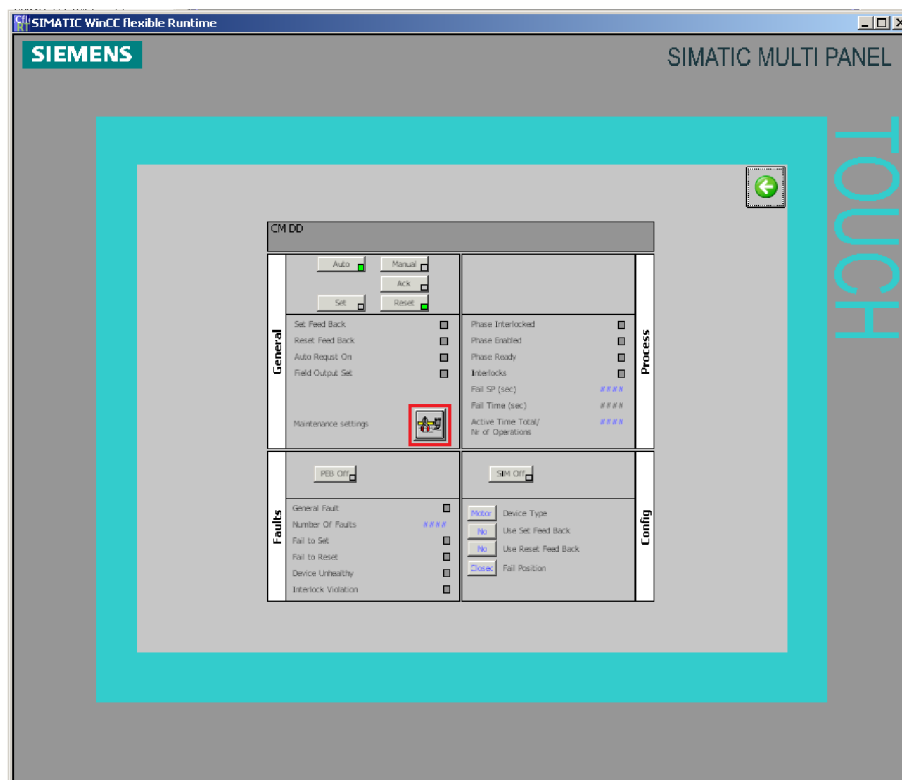 SIMATIC WinCC flexible Runtime
SIEMENS
SIMATIC MULTI PANEL
TOUCH
CM DD
General
Auto
Manual
Ack
Set
Reset
Set Feed Back
Reset Feed Back
Auto Requst On
Field Output Set
Maintenance settings
Process
Phase Interlocked
Phase Enabled
Phase Ready
Interlocks
Fail SP (sec) ####
Fail Time (sec) ####
Active Time Total/ ####
Nr of Operations
Faults
PEB Off
General Fault
Number Of Faults ####
Fail to Set
Fail to Reset
Device Unhealthy
Interlock Violation
Config
SIM Off
Motor Device Type
No Use Set Feed Back
No Use Reset Feed Back
Closec Fail Position